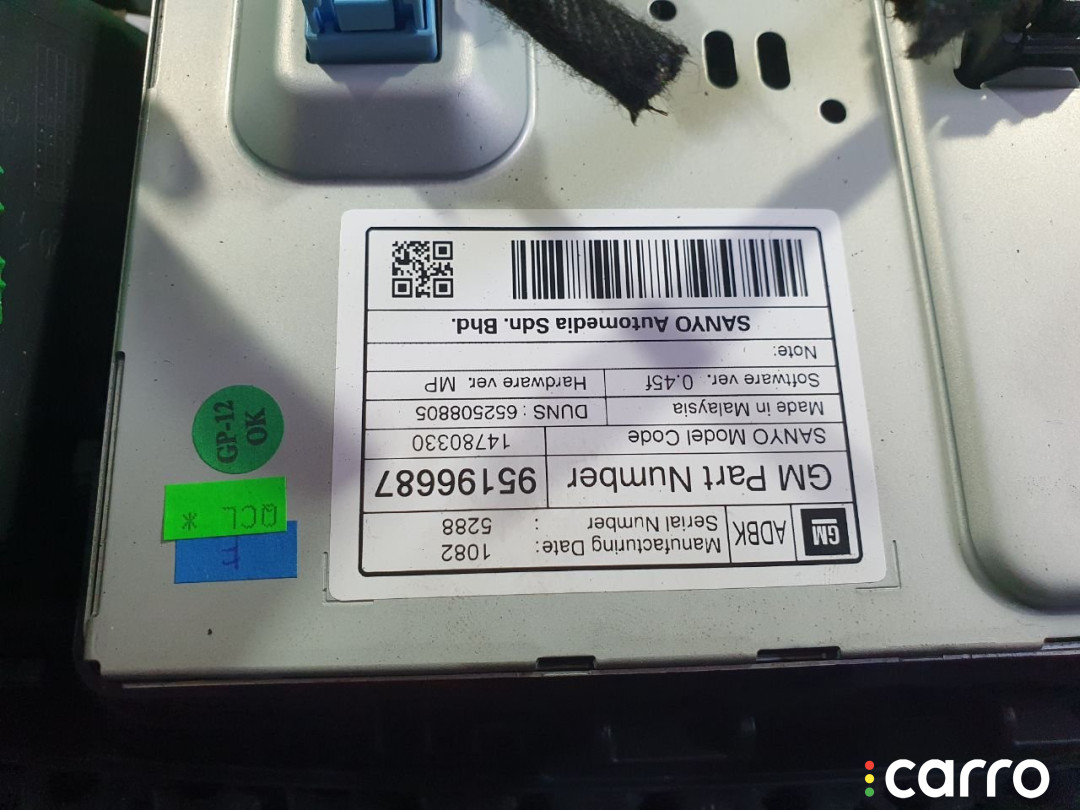 GM ADBK Manufacturing Date: 1082
Serial Number : 5288
GM Part Number 95196687
SANYO Model Code 14780330
Made in Malaysia DUNS : 652508805
Software ver. 0.45f Hardware ver. MP
Note:
SANYO Automedia Sdn. Bhd.
GP-12
OK
QCL *
carro